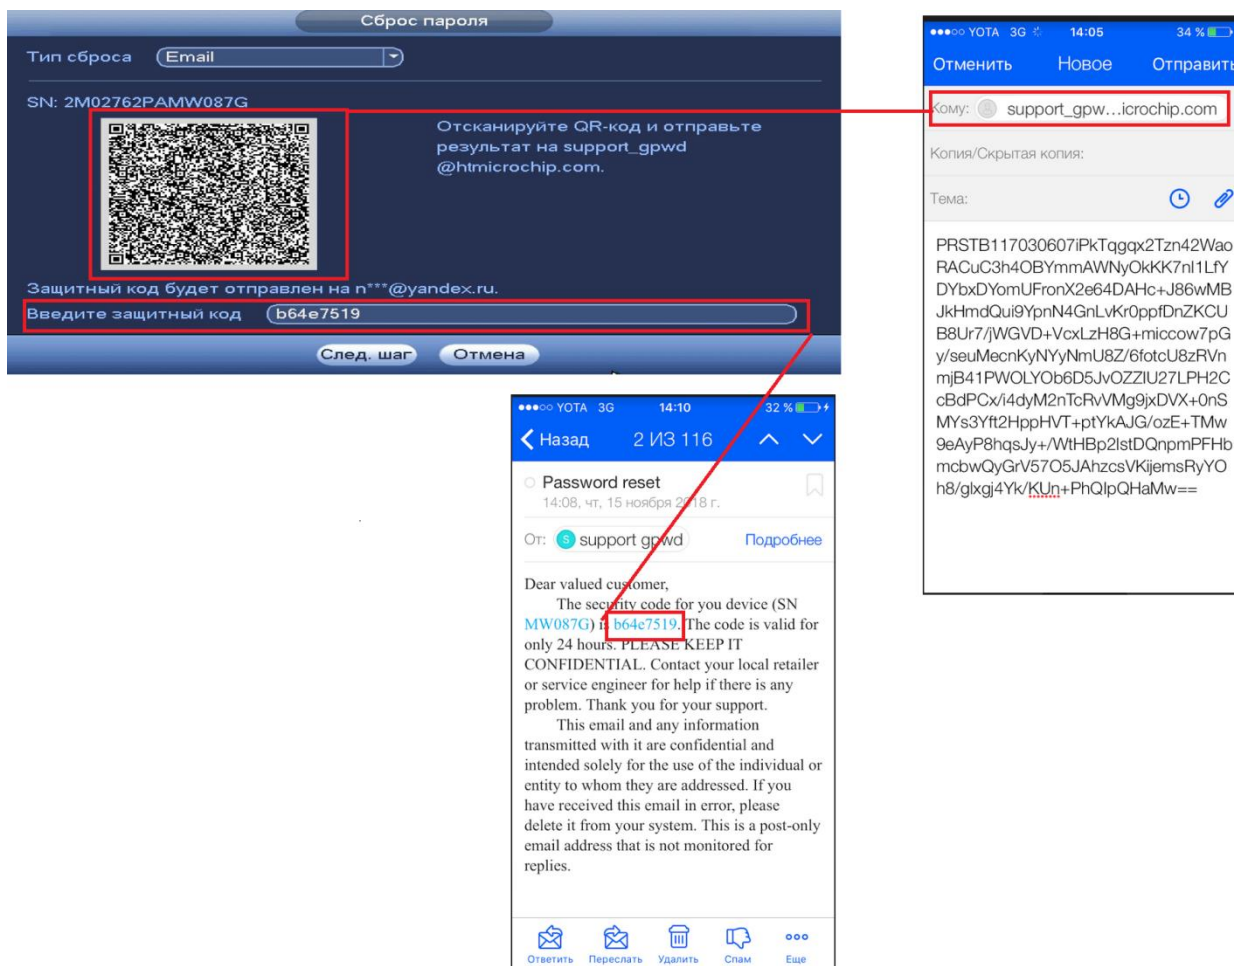 Сброс пароля
Тип сброса Email
SN: 2M02762PAMW087G
Отсканируйте QR-код и отправьте
результат на support_gpwd
@htmicrochip.com.
Защитный код будет отправлен на n***@yandex.ru.
Введите защитный код b64e7519
След. шаг Отмена
YOTA 3G 14:05 34 %
Отменить Новое Отправить
Кому: support_gpw...icrochip.com
Копия/Скрытая копия:
Тема:
PRSTB117030607iPkTqgqx2Tzn42Wao
RACuC3h4OBYmmAWNyOkKK7nI1LfY
DYbxDYomUFronX2e64DAHc+J86wMB
JkHmdQui9YpnN4GnLvKr0ppfDnZKCU
B8Ur7/jWGVD+VcxLzH8G+miccow7pG
y/seuMecnKyNYyNmU8Z/6fotcU8zRVn
mjB41PWOLYOb6D5JvOZZIU27LPH2C
cBdPCx/i4dyM2nTcRvVMg9jxDVX+0nS
MYs3Yft2HppHVT+ptYkAJG/ozE+TMw
9eAyP8hqsJy+/WtHBp2lstDQnpmPFHb
mcbwQyGrV57O5JAhzcsVKijemsRyYO
h8/glxgj4Yk/KUn+PhQIpQHaMw==
YOTA 3G 14:10 32 %
Назад 2 ИЗ 116
Password reset
14:08, чт, 15 ноября 2018 г.
От: S support gpwd Подробнее
Dear valued customer,
The security code for you device (SN
MW087G) is b64e7519. The code is valid for
only 24 hours. PLEASE KEEP IT
CONFIDENTIAL. Contact your local retailer
or service engineer for help if there is any
problem. Thank you for your support.
This email and any information
transmitted with it are confidential and
intended solely for the use of the individual or
entity to whom they are addressed. If you
have received this email in error, please
delete it from your system. This is a post-only
email address that is not monitored for
replies.
Ответить Переслать Удалить Спам Еще